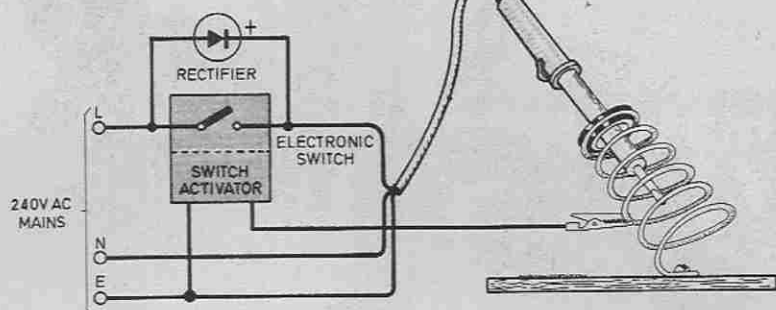 +
RECTIFIER
L
ELECTRONIC
SWITCH
SWITCH
ACTIVATOR
240V AC
MAINS
N
E